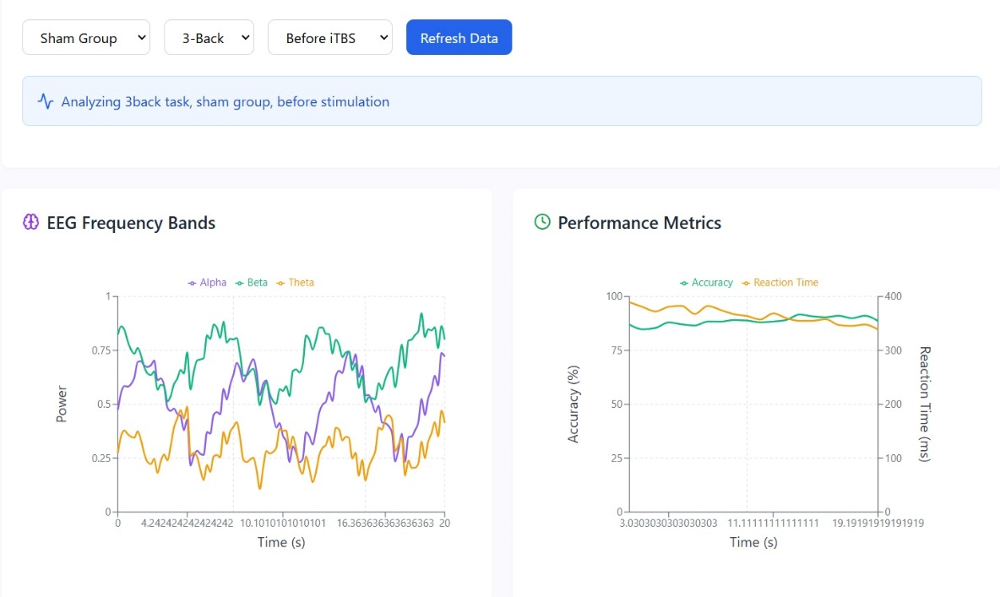 Sham Group 3-Back Before iTBS Refresh Data
Analyzing 3back task, sham group, before stimulation
EEG Frequency Bands
Alpha Beta Theta
1
0.75
0.5
0.25
0
Power
0 4.242424242424242 10.1010101010101 16.363636363636363 20
Time (s)
Performance Metrics
Accuracy Reaction Time
100
75
50
25
0
Accuracy (%)
400
300
200
100
0
Reaction Time (ms)
3.0303030303030303 11.11111111111111 19.19191919191919
Time (s)